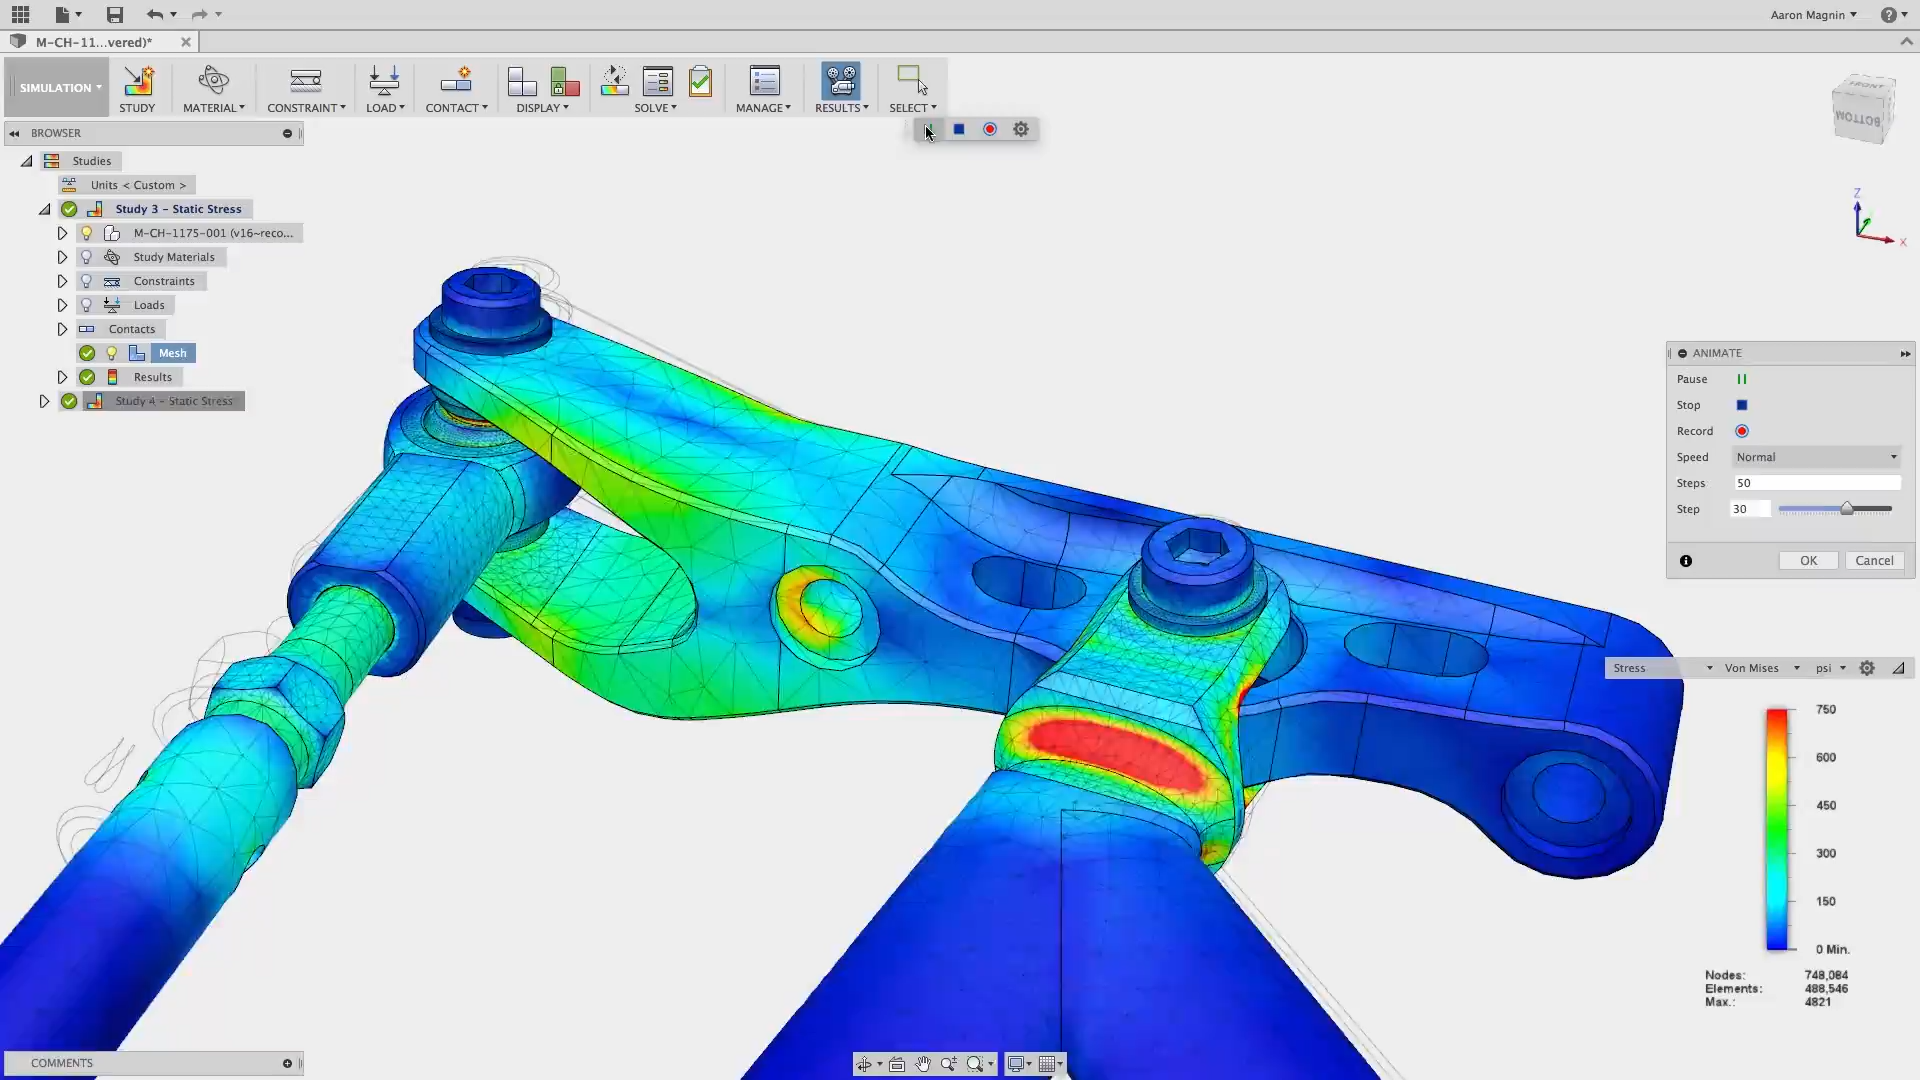 Aaron Magnin
M-CH-11...vered)*
SIMULATION
STUDY
MATERIAL
CONSTRAINT
LOAD
CONTACT
DISPLAY
SOLVE
MANAGE
RESULTS
SELECT
FRONT
BOTTOM
BROWSER
Studies
Units < Custom >
Study 3 - Static Stress
M-CH-1175-001 (v16~reco...
Study Materials
Constraints
Loads
Contacts
Mesh
Results
Study 4 - Static Stress
Z
X
ANIMATE
Pause
Stop
Record
Speed Normal
Steps 50
Step 30
OK Cancel
Stress Von Mises psi
750
600
450
300
150
0 Min.
Nodes: 748,084
Elements: 488,546
Max.: 4821
COMMENTS